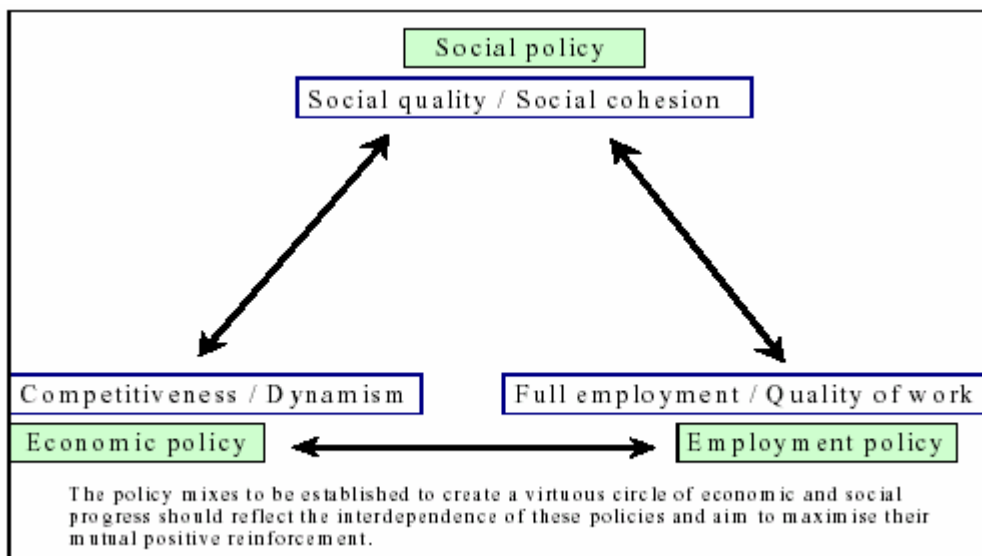 Social policy
Social quality / Social cohesion
Competitiveness / Dynamism
Full employment / Quality of work
Economic policy
Employment policy
The policy mixes to be established to create a virtuous circle of economic and social
progress should reflect the interdependence of these policies and aim to maximise their
mutual positive reinforcement.